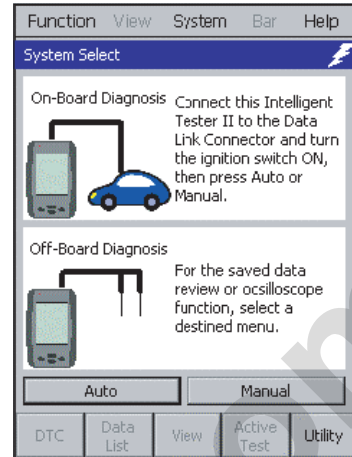 Function View System Bar Help
System Select
On-Board Diagnosis
Connect this Intelligent
Tester II to the Data
Link Connector and turn
the ignition switch ON,
then press Auto or
Manual.
Off-Board Diagnosis
For the saved data
review or ocsilloscope
function, select a
destined menu.
Auto Manual
DTC Data List View Active Test Utility